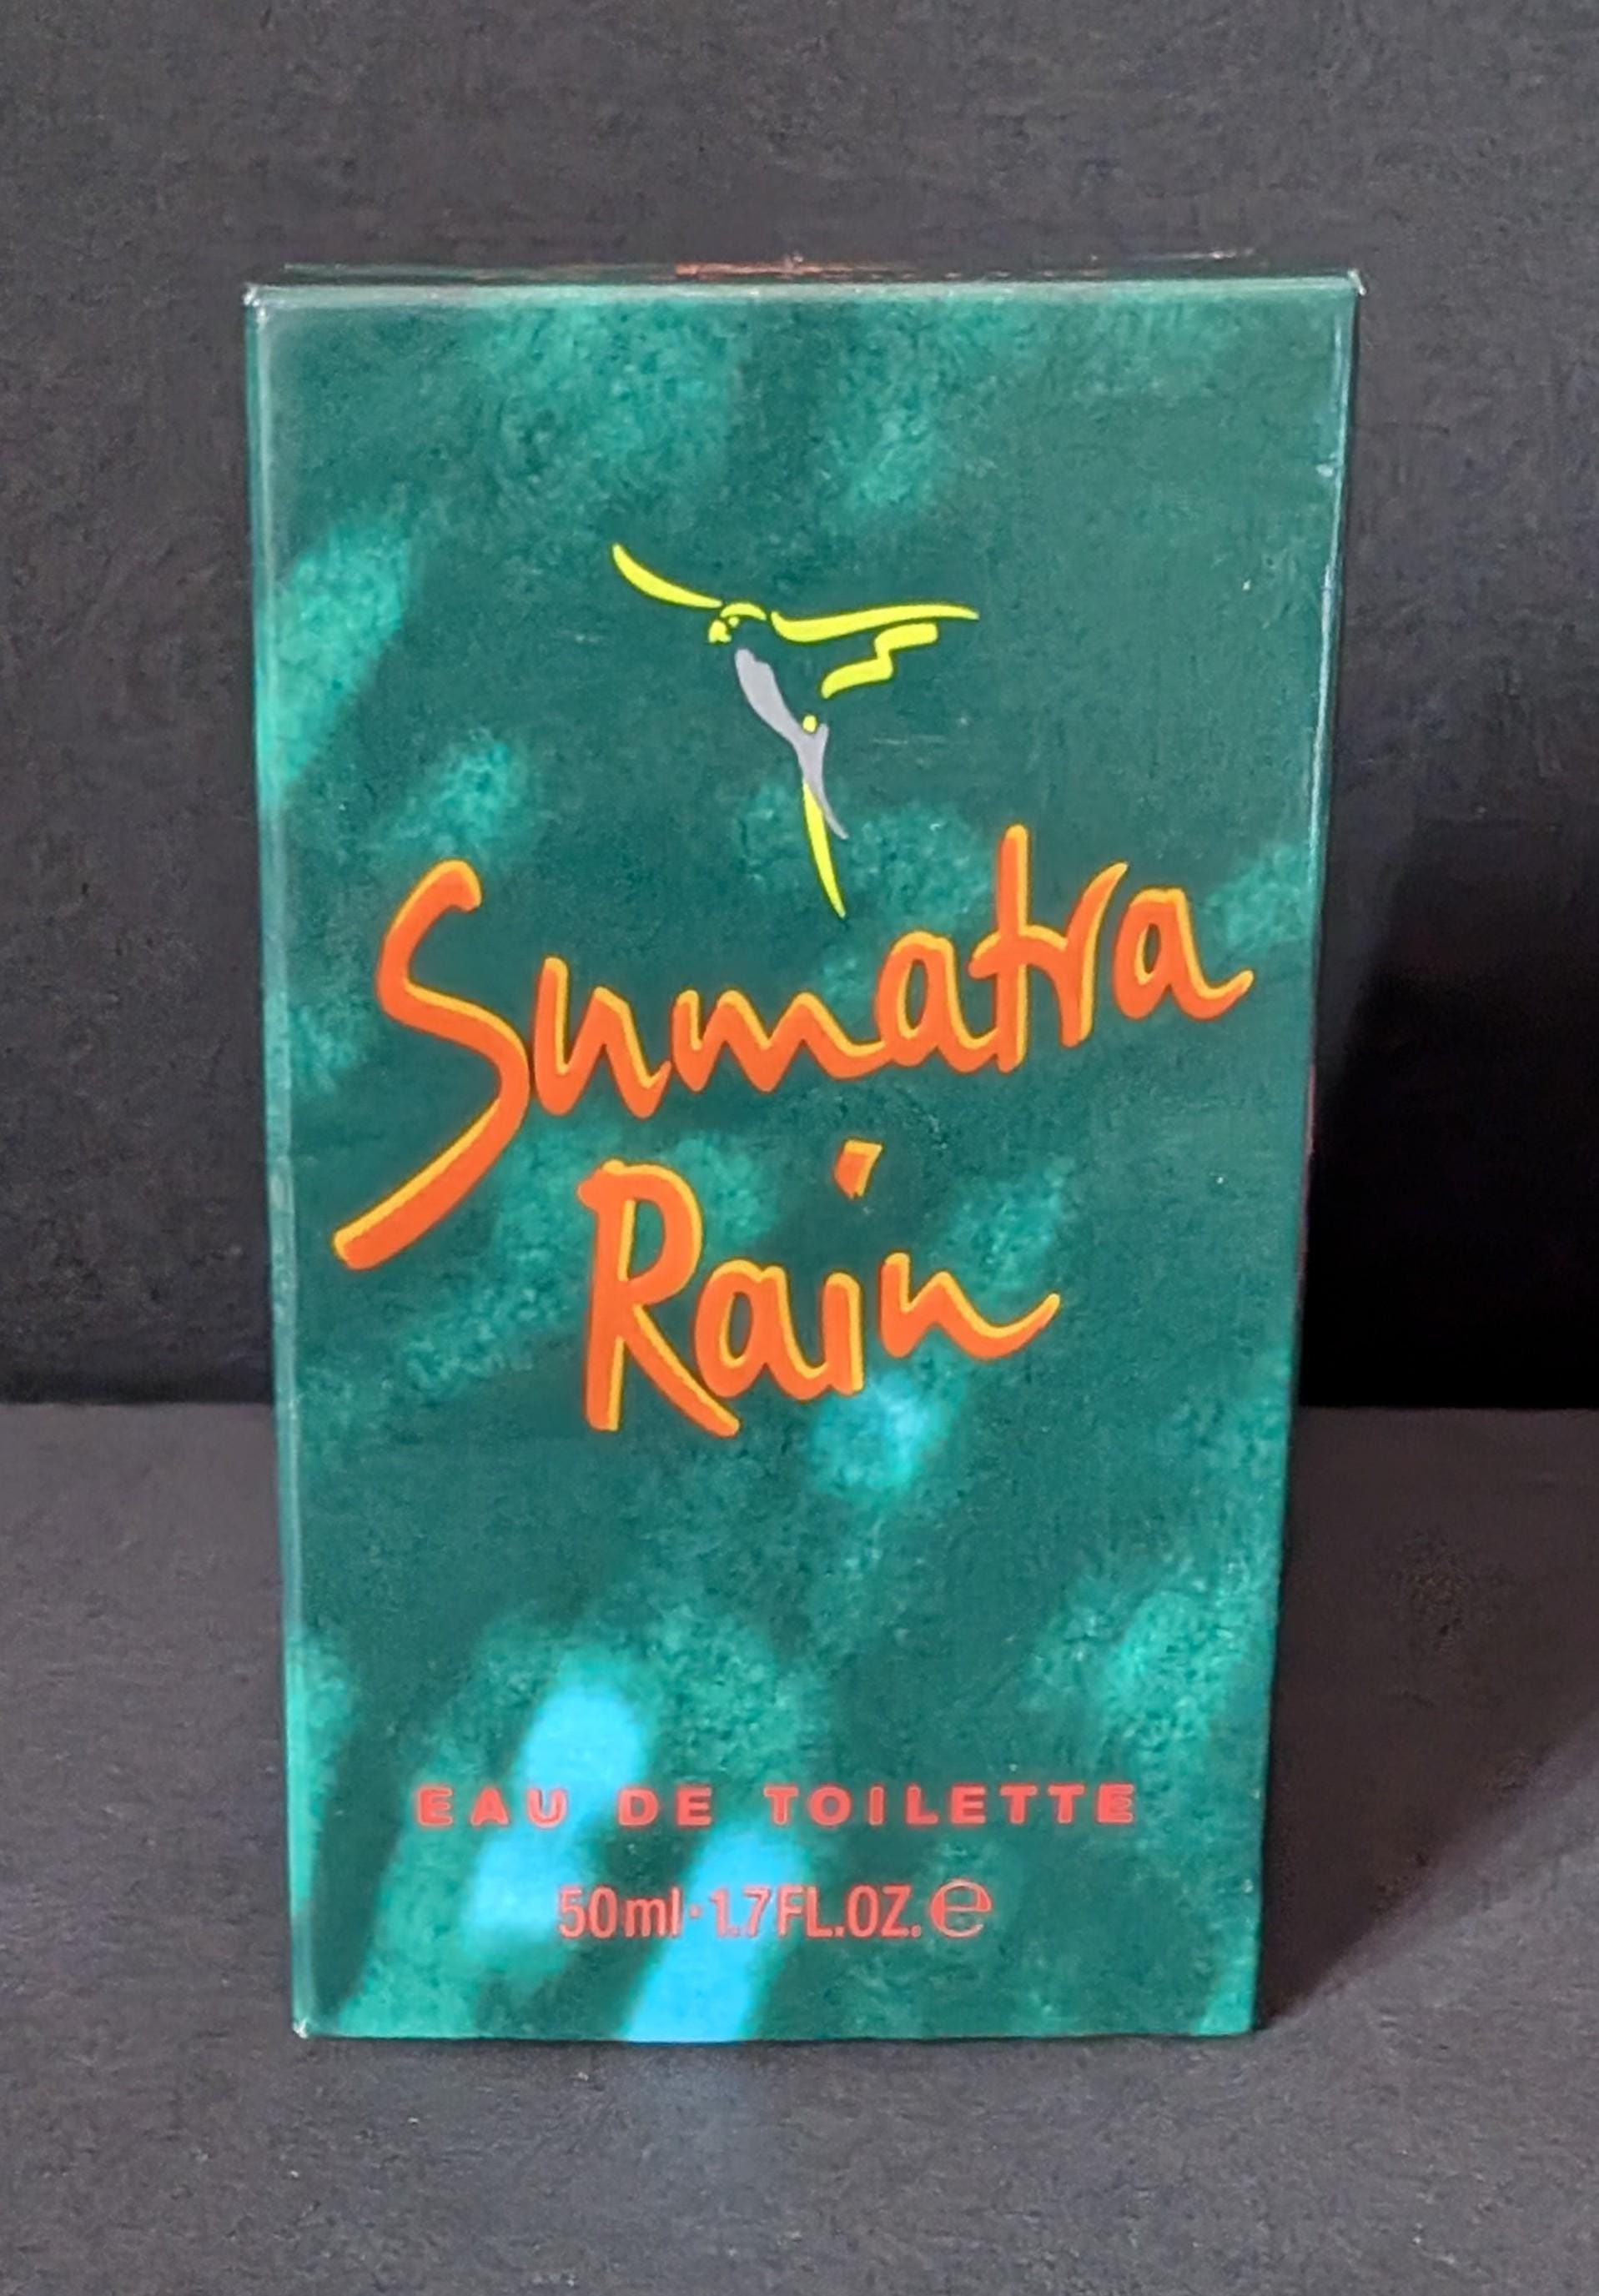 Sumatra
Rain
EAU DE TOILETTE
50ml·1.7FL.OZ.℮